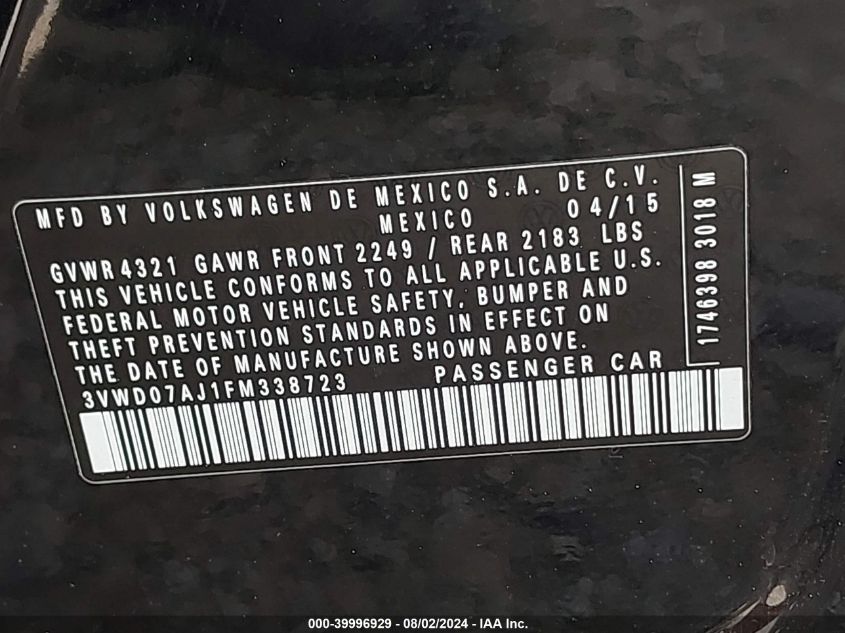 MFD BY VOLKSWAGEN DE MEXICO S.A. DE C.V.
MEXICO 04/15
GVWR 4321 GAWR FRONT 2249 / REAR 2183 LBS
THIS VEHICLE CONFORMS TO ALL APPLICABLE U.S.
FEDERAL MOTOR VEHICLE SAFETY, BUMPER AND
THEFT PREVENTION STANDARDS IN EFFECT ON
THE DATE OF MANUFACTURE SHOWN ABOVE.
3VWD07AJ1FM338723 PASSENGER CAR
1746398 3018 M
000-39996929 - 08/02/2024 - IAA Inc.